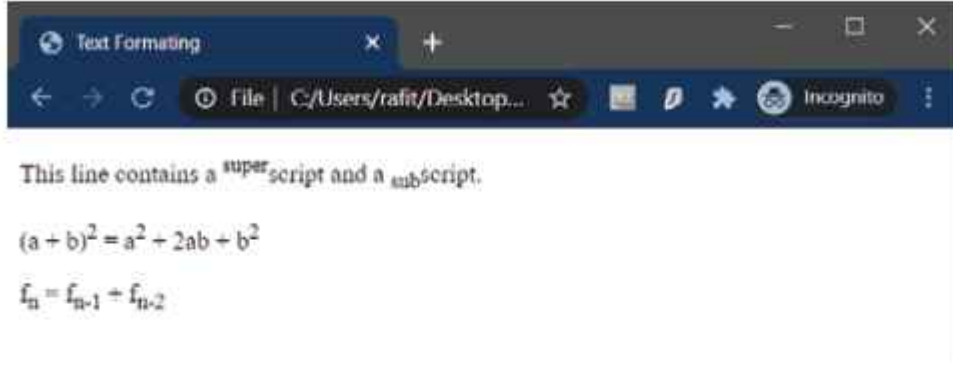 Text Formating
File | C:/Users/rafit/Desktop... Incognito
This line contains a superscript and a subscript.
(a + b)² = a² + 2ab + b²
fₙ = fₙ₋₁ + fₙ₋₂